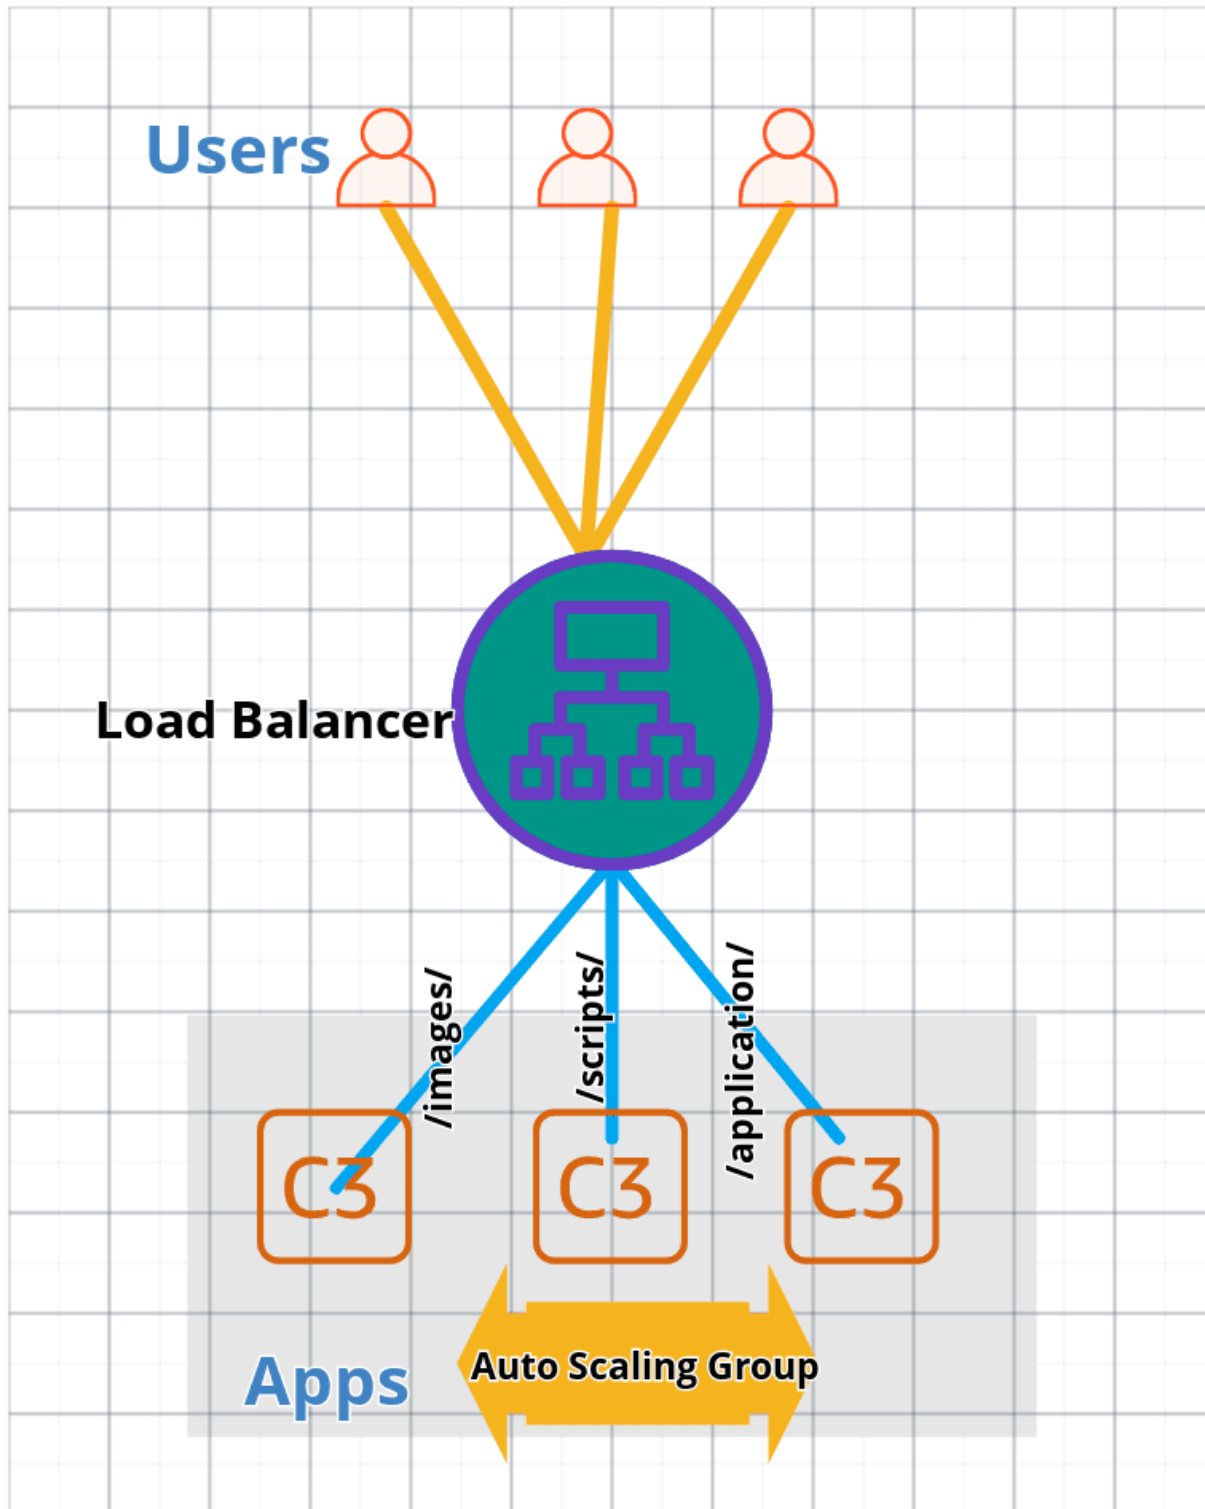 Users
Load Balancer
/images/
/scripts/
/application/
C3
C3
C3
Auto Scaling Group
Apps